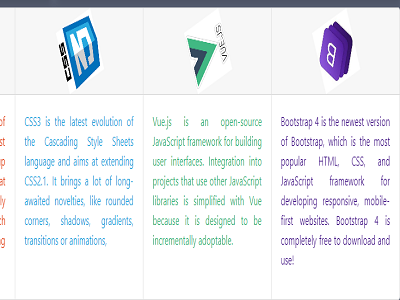 CSS
VUEJS
B
of
st
up
at
ly
ch
ng
CSS3 is the latest evolution of
the Cascading Style Sheets
language and aims at extending
CSS2.1. It brings a lot of long-
awaited novelties, like rounded
corners, shadows, gradients,
transitions or animations,
Vue.js is an open-source
JavaScript framework for building
user interfaces. Integration into
projects that use other JavaScript
libraries is simplified with Vue
because it is designed to be
incrementally adoptable.
Bootstrap 4 is the newest version
of Bootstrap, which is the most
popular HTML, CSS, and
JavaScript framework for
developing responsive, mobile-
first websites. Bootstrap 4 is
completely free to download and
use!